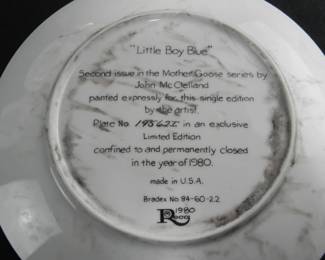 "Little Boy Blue"
Second issue in the Mother Goose series by
John McClelland
painted expressly for this single edition
by the artist.
Plate No. in an exclusive
Limited Edition
confined to and permanently closed
in the year of 1980.
made in U.S.A.
Bradex No 84-60-2.2
1980
Reco